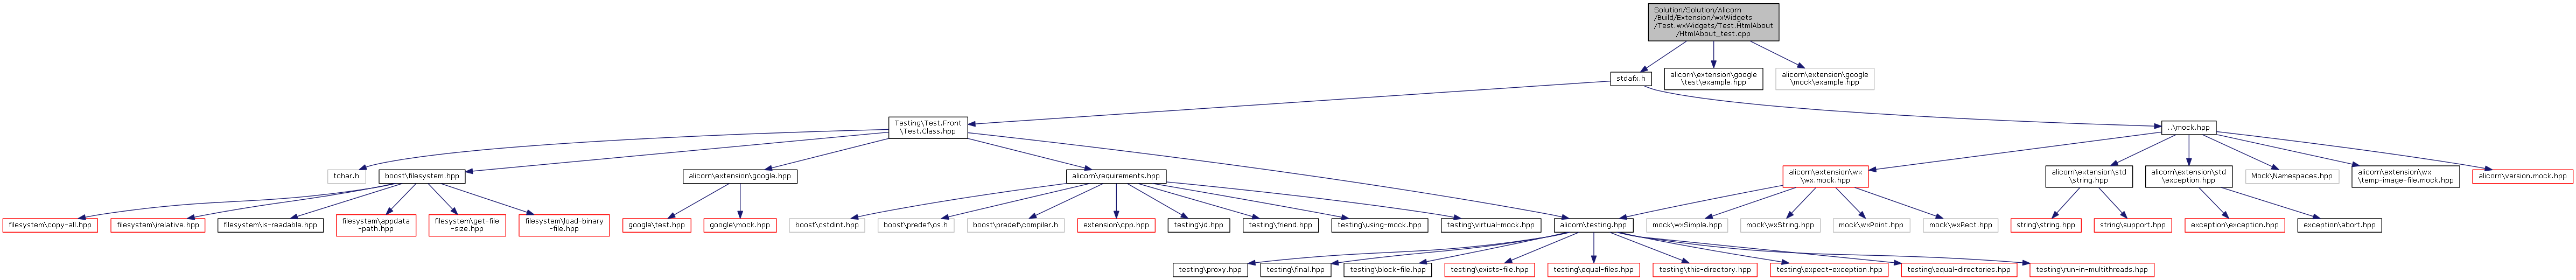 Solution/Solution/Alicorn
/Build/Extension/wxWidgets
/Test.wxWidgets/Test.HtmlAbout
/HtmlAbout_test.cpp
stdafx.h
alicorn\extension\google
\test\example.hpp
alicorn\extension\google
\mock\example.hpp
Testing\Test.Front
\Test.Class.hpp
..\mock.hpp
tchar.h
boost\filesystem.hpp
alicorn\extension\google.hpp
alicorn\requirements.hpp
alicorn\extension\wx
\wx.mock.hpp
alicorn\extension\std
\string.hpp
alicorn\extension\std
\exception.hpp
Mock\Namespaces.hpp
alicorn\extension\wx
\temp-image-file.mock.hpp
alicorn\version.mock.hpp
filesystem\copy-all.hpp
filesystem\irelative.hpp
filesystem\is-readable.hpp
filesystem\appdata
-path.hpp
filesystem\get-file
-size.hpp
filesystem\load-binary
-file.hpp
google\test.hpp
google\mock.hpp
boost\cstdint.hpp
boost\predef\os.h
boost\predef\compiler.h
extension\cpp.hpp
testing\d.hpp
testing\friend.hpp
testing\using-mock.hpp
testing\virtual-mock.hpp
alicorn\testing.hpp
mock\wxSimple.hpp
mock\wxString.hpp
mock\wxPoint.hpp
mock\wxRect.hpp
string\string.hpp
string\support.hpp
exception\exception.hpp
exception\abort.hpp
testing\proxy.hpp
testing\final.hpp
testing\block-file.hpp
testing\exists-file.hpp
testing\equal-files.hpp
testing\this-directory.hpp
testing\expect-exception.hpp
testing\equal-directories.hpp
testing\run-in-multithreads.hpp